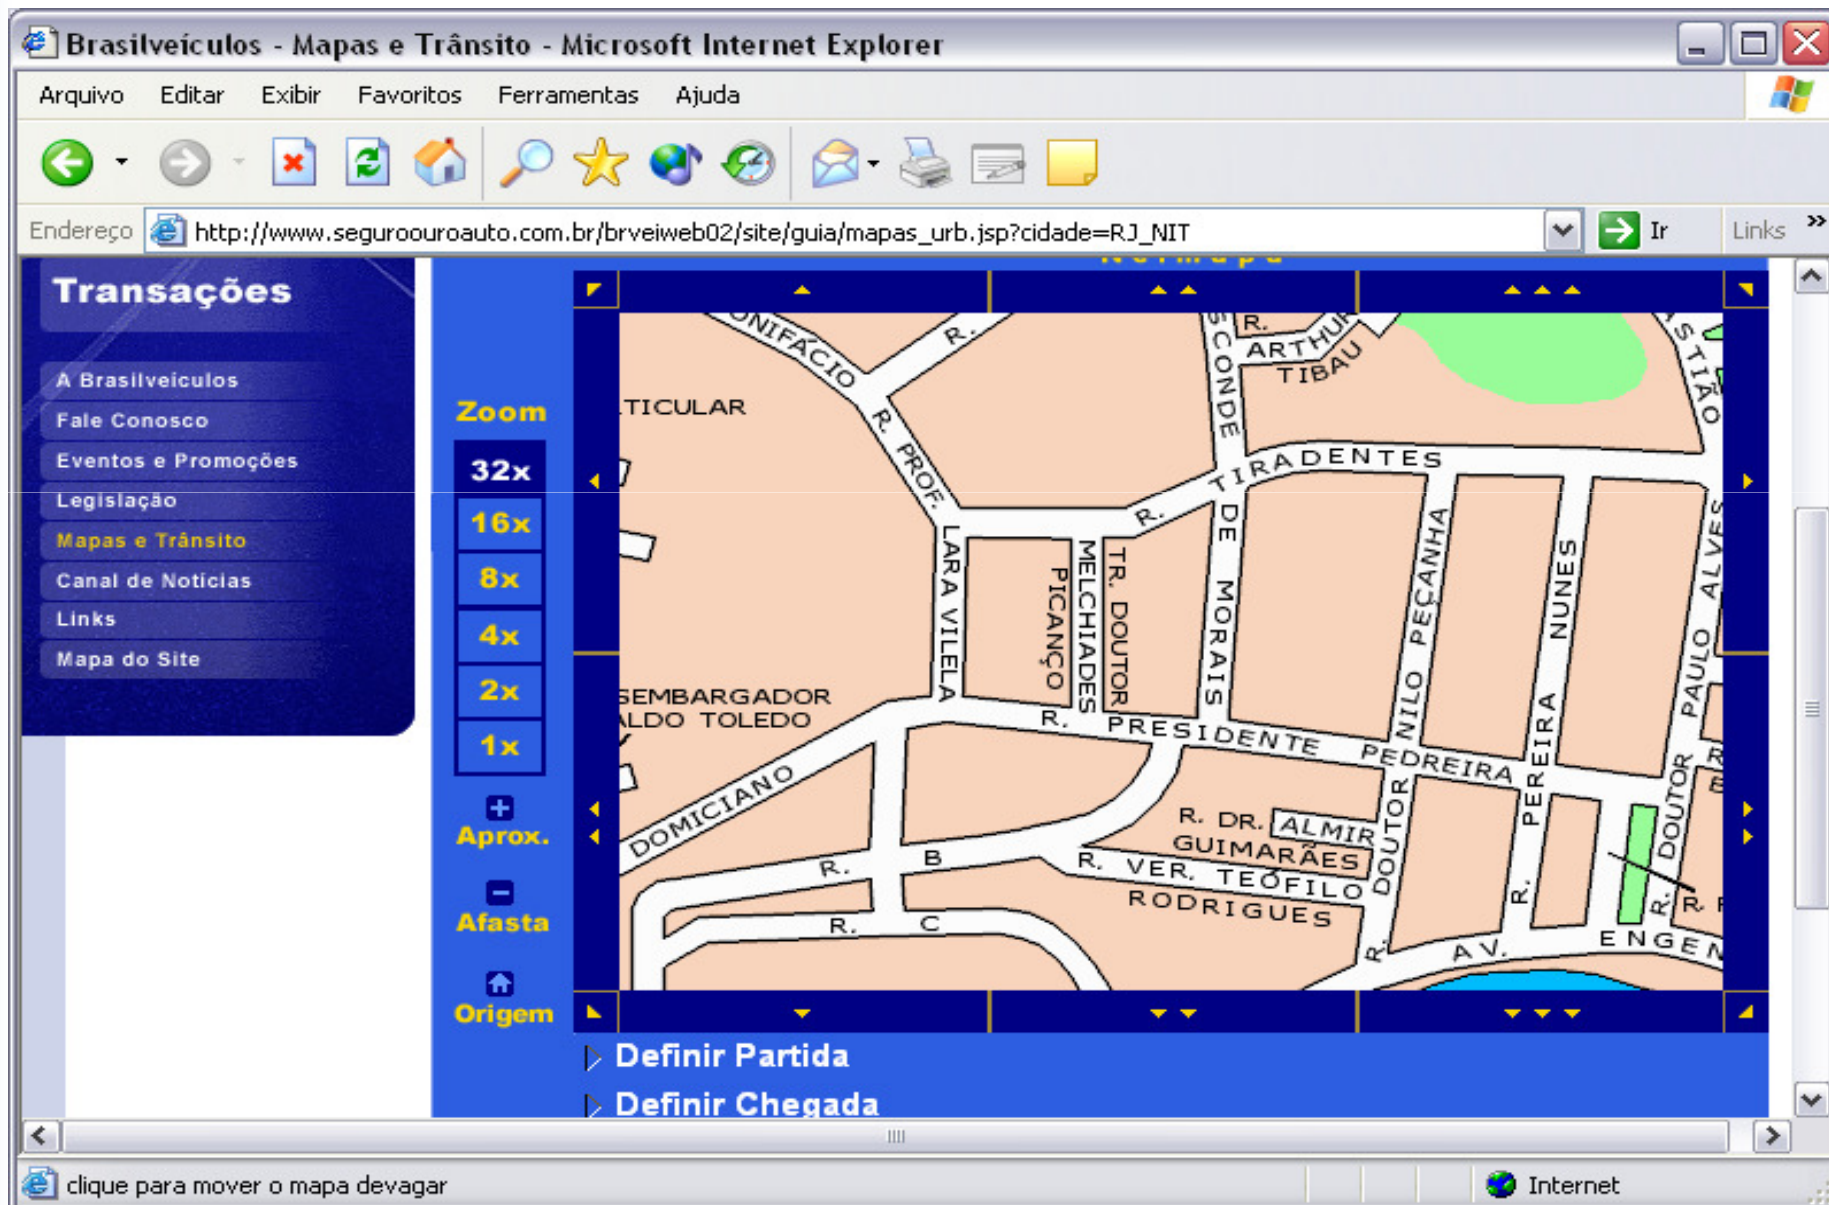 Brasilveículos - Mapas e Trânsito - Microsoft Internet Explorer
Arquivo Editar Exibir Favoritos Ferramentas Ajuda
Endereço http://www.seguroouroauto.com.br/brveiweb02/site/guia/mapas_urb.jsp?cidade=RJ_NIT Ir Links »
Transações
A Brasilveículos
Fale Conosco
Eventos e Promoções
Legislação
Mapas e Trânsito
Canal de Notícias
Links
Mapa do Site
Zoom
32x
16x
8x
4x
2x
1x
Aprox.
Afasta
Origem
ONIFÁCIO
R.
R. PROF.
LARA VILELA
TICULAR
SCONDE
DE MORAIS
R.
ARTHUR
TIBAU
STIÃO
R. TIRADENTES
PICANÇO
MELCHIADES
TR. DOUTOR
NILO PEÇANHA
DOUTOR
R.
R. PEREIRA NUNES
PAULO ALVES
DOUTOR
R.
SEMBARGADOR
ALDO TOLEDO
R. PRESIDENTE PEDREIRA
DOMICIANO
R. DR. ALMIR
GUIMARÃES
R. B
R. VER. TEÓFILO
RODRIGUES
R. C
R.
AV. ENGEN
Definir Partida
Definir Chegada
clique para mover o mapa devagar
Internet